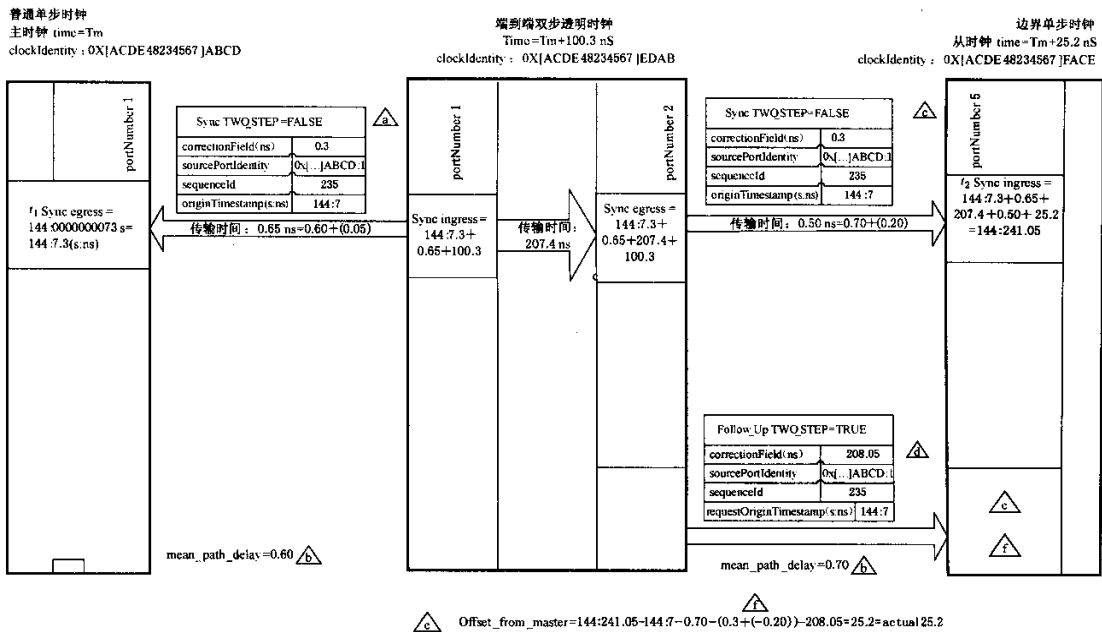 普通单步时钟
主时钟 time=Tm
clockIdentity：0X[ACDE 48234567 ]ABCD
端到端双步透明时钟
Time=Tm+100.3 nS
clockIdentity： 0X[ACDE 48234567 ]EDAB
边界单步时钟
从时钟 time=Tm+25.2 nS
clockIdentity： 0X[ACDE 48234567 ]FACE
portNumber 1
Sync TWO_STEP=FALSE
correctionField(ns) 0.3
sourcePortIdentity 0x[...]ABCD:1
sequenceId 235
originTimestamp(s:ns) 144:7
a
portNumber 1
portNumber 2
Sync TWO_STEP=FALSE
correctionField(ns) 0.3
sourcePortIdentity 0x[...]ABCD:1
sequenceId 235
originTimestamp(s:ns) 144:7
c
portNumber 5
t1 Sync egress=
144:0000000073 s=
144:7.3(s:ns)
传输时间：0.65 ns=0.60+(0.05)
Sync ingress=
144:7.3+
0.65+100.3
传输时间：
207.4 ns
Sync egress=
144:7.3+
0.65+207.4+
100.3
c
传输时间：0.50 ns=0.70+(0.20)
t2 Sync ingress=
144:7.3+0.65+
207.4+0.50+25.2
=144:241.05
Follow_Up TWO_STEP=TRUE
correctionField(ns) 208.05
sourcePortIdentity 0x[...]ABCD:1
sequenceId 235
requestOriginTimestamp(s:ns) 144:7
d
e
f
mean_path_delay=0.60 b
mean_path_delay=0.70 b
f
e Offset_from_master=144:241.05-144:7-0.70-(0.3+(-0.20))-208.05=25.2=actual 25.2